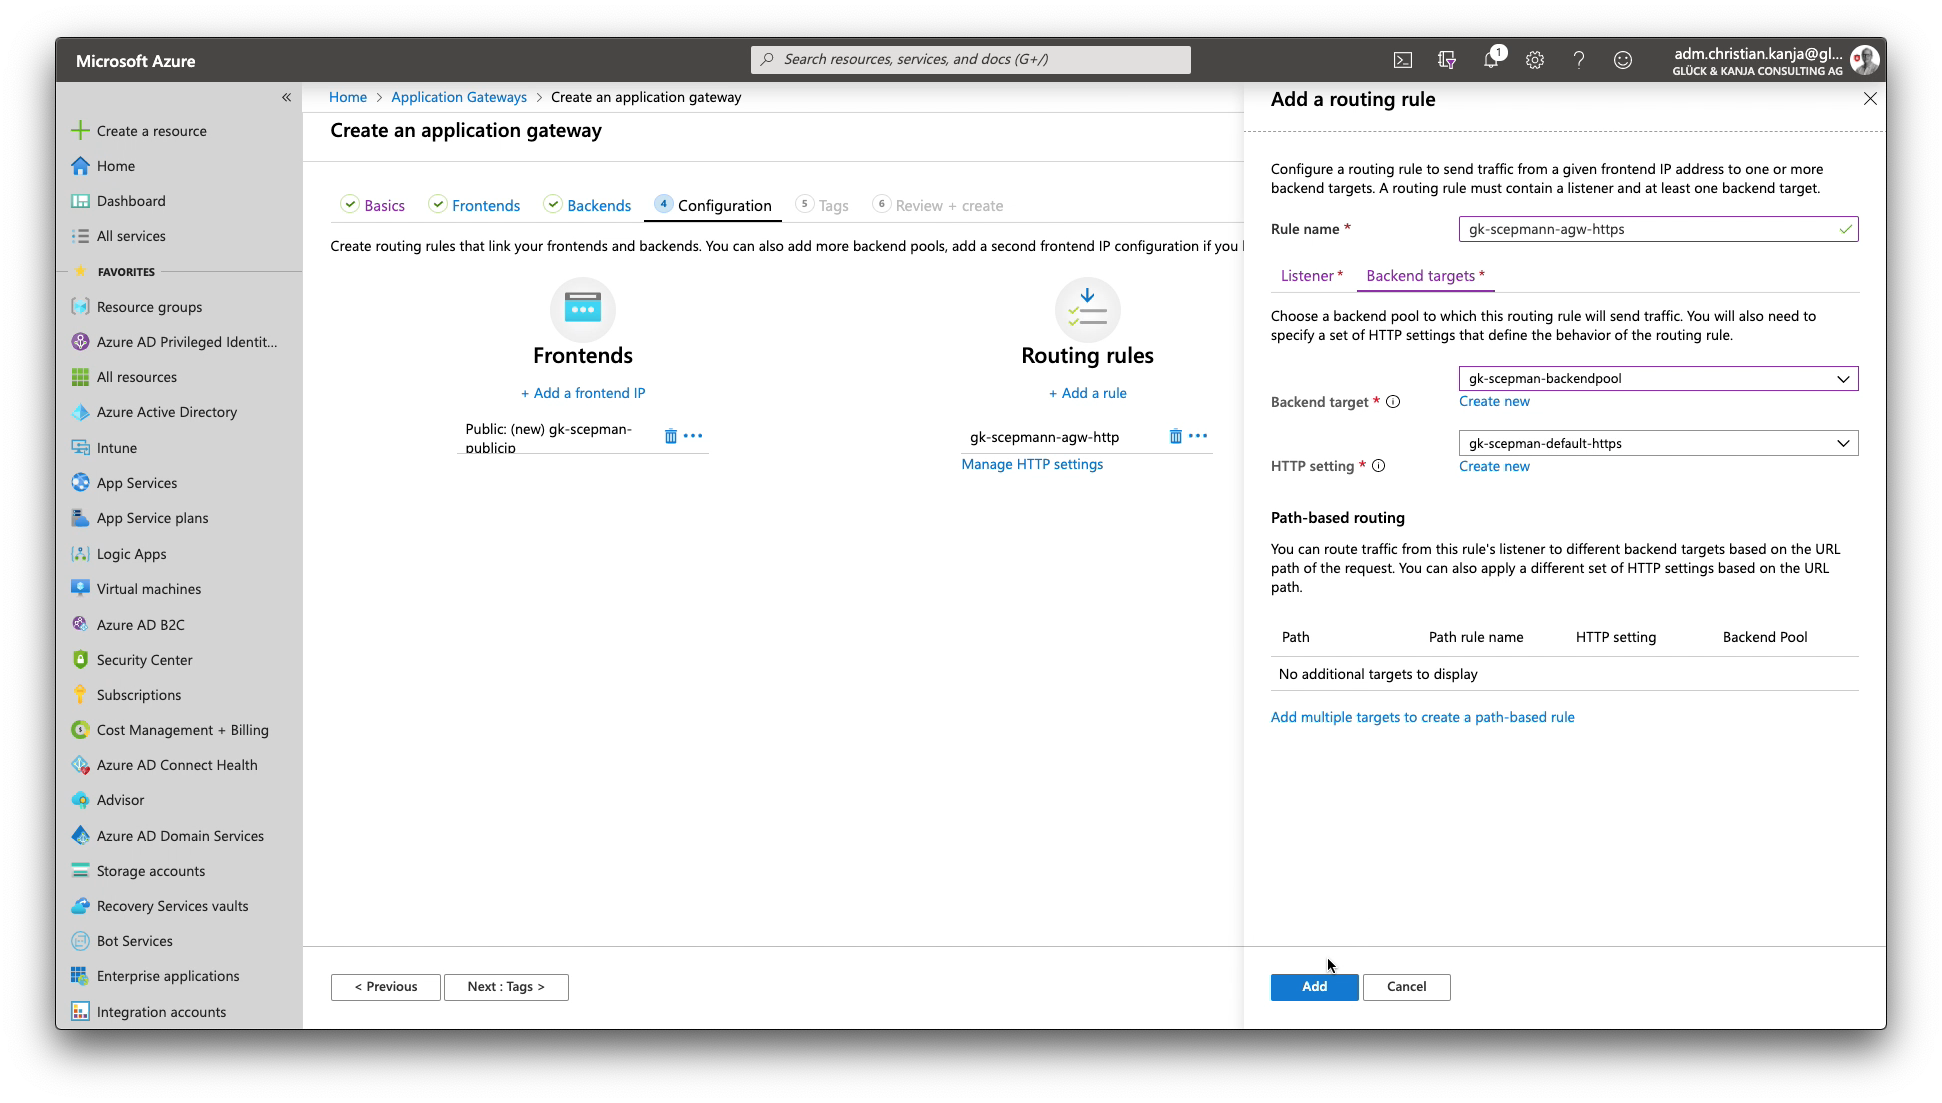 Microsoft Azure
Search resources, services, and docs (G+/)
1
adm.christian.kanja@gl...
GLÜCK & KANJA CONSULTING AG
«
Create a resource
Home
Dashboard
All services
FAVORITES
Resource groups
Azure AD Privileged Identit...
All resources
Azure Active Directory
Intune
App Services
App Service plans
Logic Apps
Virtual machines
Azure AD B2C
Security Center
Subscriptions
Cost Management + Billing
Azure AD Connect Health
Advisor
Azure AD Domain Services
Storage accounts
Recovery Services vaults
Bot Services
Enterprise applications
Integration accounts
Home > Application Gateways > Create an application gateway
Create an application gateway
Basics Frontends Backends 4 Configuration 5 Tags 6 Review + create
Create routing rules that link your frontends and backends. You can also add more backend pools, add a second frontend IP configuration if you
Frontends
+ Add a frontend IP
Public: (new) gk-scepman-
publicip
Routing rules
+ Add a rule
gk-scepmann-agw-http
Manage HTTP settings
< Previous
Next : Tags >
Add a routing rule
Configure a routing rule to send traffic from a given frontend IP address to one or more
backend targets. A routing rule must contain a listener and at least one backend target.
Rule name *
gk-scepmann-agw-https
Listener * Backend targets *
Choose a backend pool to which this routing rule will send traffic. You will also need to
specify a set of HTTP settings that define the behavior of the routing rule.
gk-scepman-backendpool
Backend target *
Create new
gk-scepman-default-https
HTTP setting *
Create new
Path-based routing
You can route traffic from this rule's listener to different backend targets based on the URL
path of the request. You can also apply a different set of HTTP settings based on the URL
path.
Path Path rule name HTTP setting Backend Pool
No additional targets to display
Add multiple targets to create a path-based rule
Add
Cancel